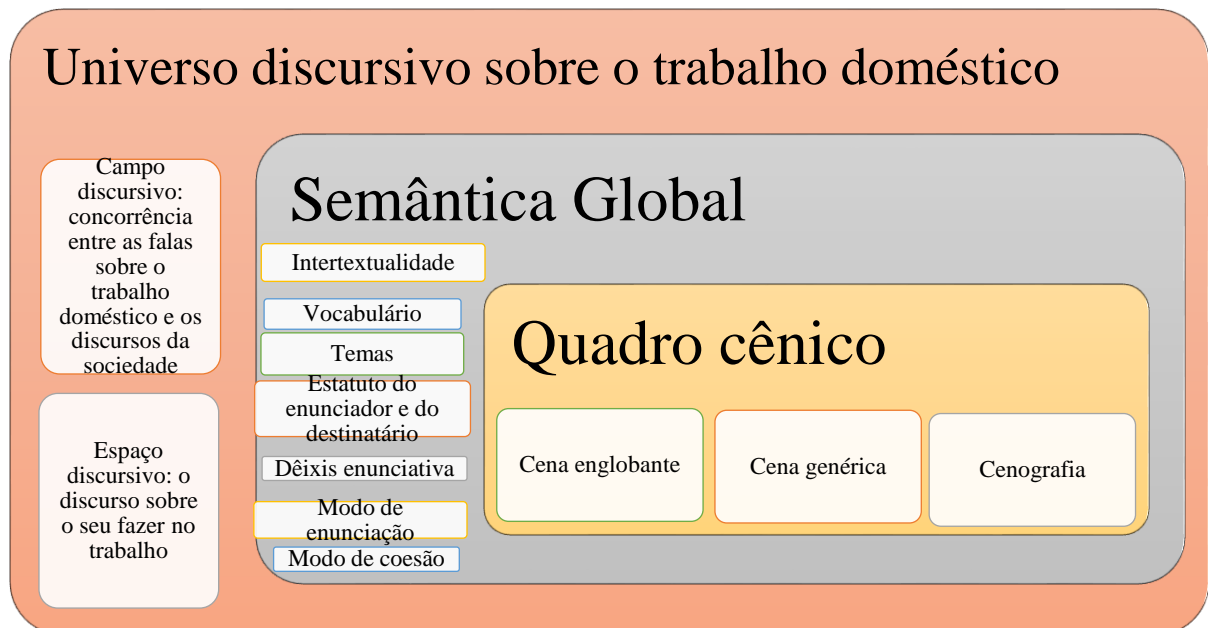 Universo discursivo sobre o trabalho doméstico
Campo
discursivo:
concorrência
entre as falas
sobre o
trabalho
doméstico e os
discursos da
sociedade
Espaço
discursivo: o
discurso sobre
o seu fazer no
trabalho
Semântica Global
Intertextualidade
Vocabulário
Temas
Estatuto do
enunciador e do
destinatário
Dêixis enunciativa
Modo de
enunciação
Modo de coesão
Quadro cênico
Cena englobante
Cena genérica
Cenografia